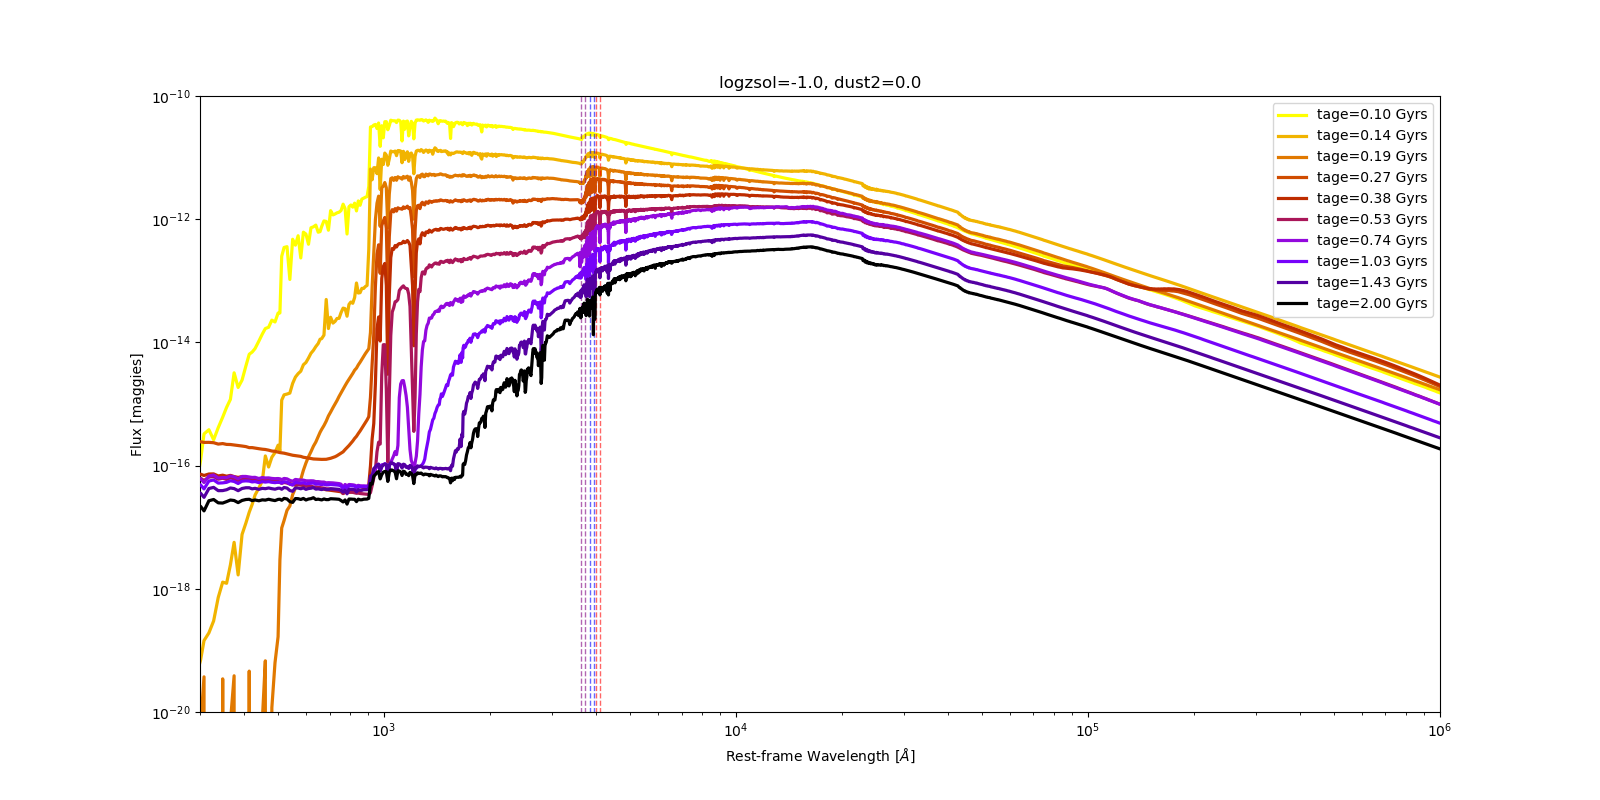 logzsol=-1.0, dust2=0.0
Flux [maggies]
10⁻¹⁰
10⁻¹²
10⁻¹⁴
10⁻¹⁶
10⁻¹⁸
10⁻²⁰
tage=0.10 Gyrs
tage=0.14 Gyrs
tage=0.19 Gyrs
tage=0.27 Gyrs
tage=0.38 Gyrs
tage=0.53 Gyrs
tage=0.74 Gyrs
tage=1.03 Gyrs
tage=1.43 Gyrs
tage=2.00 Gyrs
10³ 10⁴ 10⁵ 10⁶
Rest-frame Wavelength [Å]